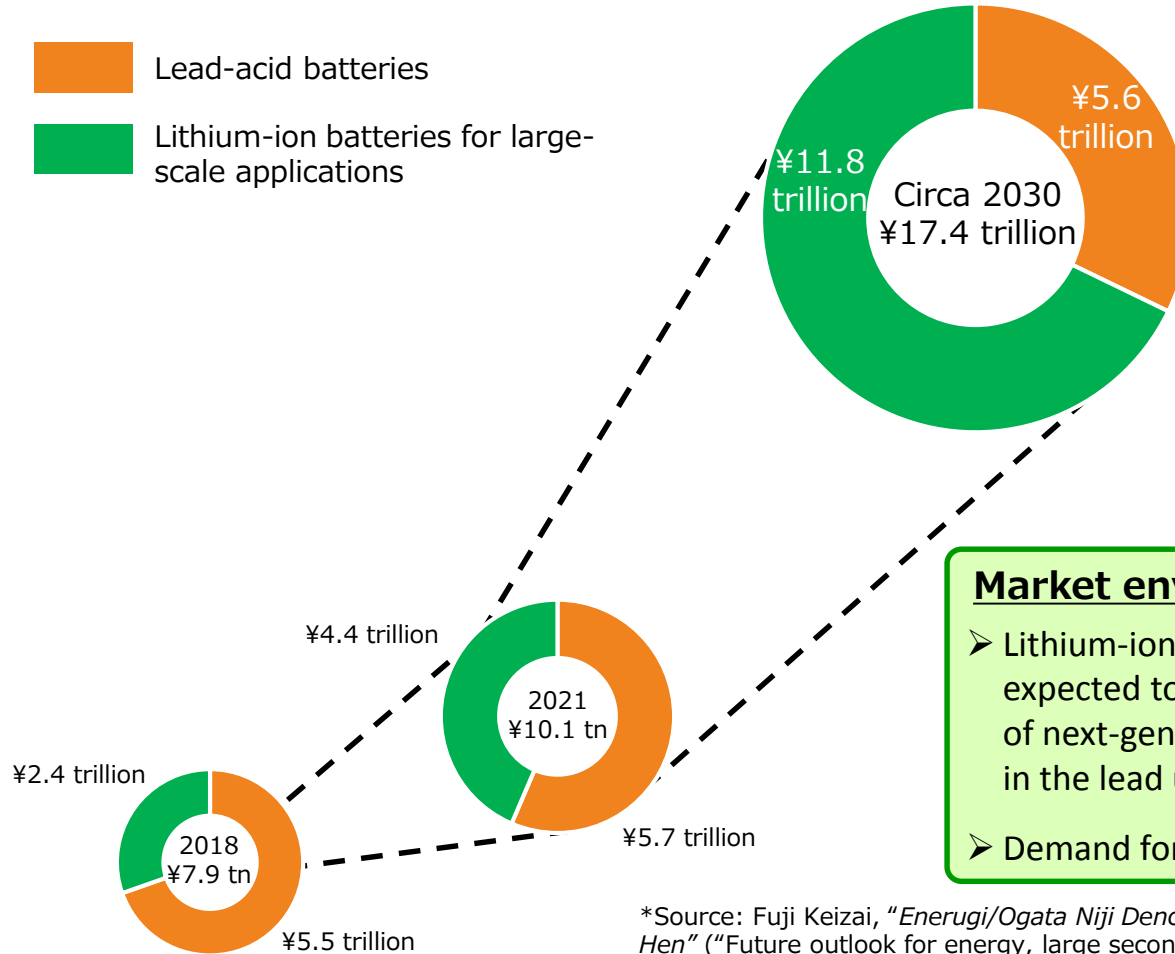 Lead-acid batteries
Lithium-ion batteries for large-
scale applications
¥5.6
trillion
¥11.8
trillion
Circa 2030
¥17.4 trillion
¥4.4 trillion
2021
¥10.1 tn
¥5.7 trillion
¥2.4 trillion
2018
¥7.9 tn
¥5.5 trillion
Market
➢ Lithium-ion
expected to
of next-gen
in the lead
➢ Demand for
*Source: Fuji Keizai, “Enerugi/Ogata Niji
Hen” (“Future outlook for energy, large